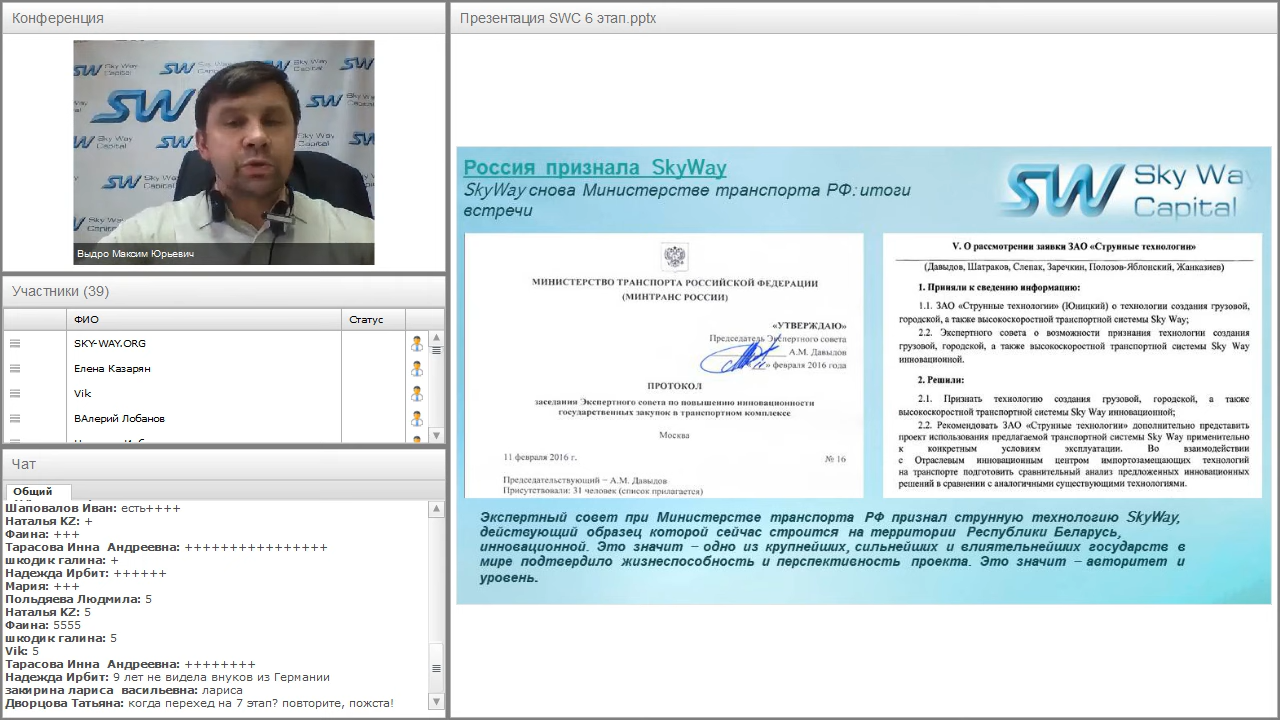 Конференция
SW Sky Way Capital
Выдро Максим Юрьевич
Участники (39)
ФИО Статус
SKY-WAY.ORG
Елена Казарян
Vik
ВАлерий Лобанов
Чат
Общий
Шаповалов Иван: есть++++
Наталья KZ: +
Фаина: +++
Тарасова Инна Андреевна: ++++++++++++++++
шкодик галина: +
Надежда Ирбит: ++++++
Мария: +++
Польдяева Людмила: 5
Наталья KZ: 5
Фаина: 5555
шкодик галина: 5
Vik: 5
Тарасова Инна Андреевна: ++++++++
Надежда Ирбит: 9 лет не видела внуков из Германии
закирина лариса васильевна: лариса
Дворцова Татьяна: когда перехед на 7 этап? повторите, пожста!
Презентация SWC 6 этап.pptx
Россия признала SkyWay
SkyWay снова Министерстве транспорта РФ: итоги
встречи
SW Sky Way
Capital
МИНИСТЕРСТВО ТРАНСПОРТА РОССИЙСКОЙ ФЕДЕРАЦИИ
(МИНТРАНС РОССИИ)
«УТВЕРЖДАЮ»
Председатель Экспертного совета
А.М. Давыдов
» февраля 2016 года
ПРОТОКОЛ
заседания Экспертного совета по повышению инновационности
государственных закупок в транспортном комплексе
Москва
11 февраля 2016 г. № 16
Председательствующий – А.М. Давыдов
Присутствовали: 31 человек (список прилагается)
V. О рассмотрении заявки ЗАО «Струнные технологии»
(Давыдов, Шатраков, Слепак, Заречкин, Полозов-Яблонский, Жанказиев)
1. Приняли к сведению информацию:
1.1. ЗАО «Струнные технологии» (Юницкий) о технологии создания грузовой,
городской, а также высокоскоростной транспортной системы Sky Way;
2.2. Экспертного совета о возможности признания технологии создания
грузовой, городской, а также высокоскоростной транспортной системы Sky Way
инновационной.
2. Решили:
2.1. Признать технологию создания грузовой, городской, а также
высокоскоростной транспортной системы Sky Way инновационной;
2.2. Рекомендовать ЗАО «Струнные технологии» дополнительно представить
проект использования предлагаемой транспортной системы Sky Way применительно
к конкретным условиям эксплуатации. Во взаимодействии
с Отраслевым инновационным центром импортозамещающих технологий
на транспорте подготовить сравнительный анализ предложенных инновационных
решений в сравнении с аналогичными существующими технологиями.
Экспертный совет при Министерстве транспорта РФ признал струнную технологию SkyWay,
действующий образец которой сейчас строится на территории Республики Беларусь,
инновационной. Это значит – одно из крупнейших, сильнейших и влиятельнейших государств в
мире подтвердило жизнеспособность и перспективность проекта. Это значит – авторитет и
уровень.